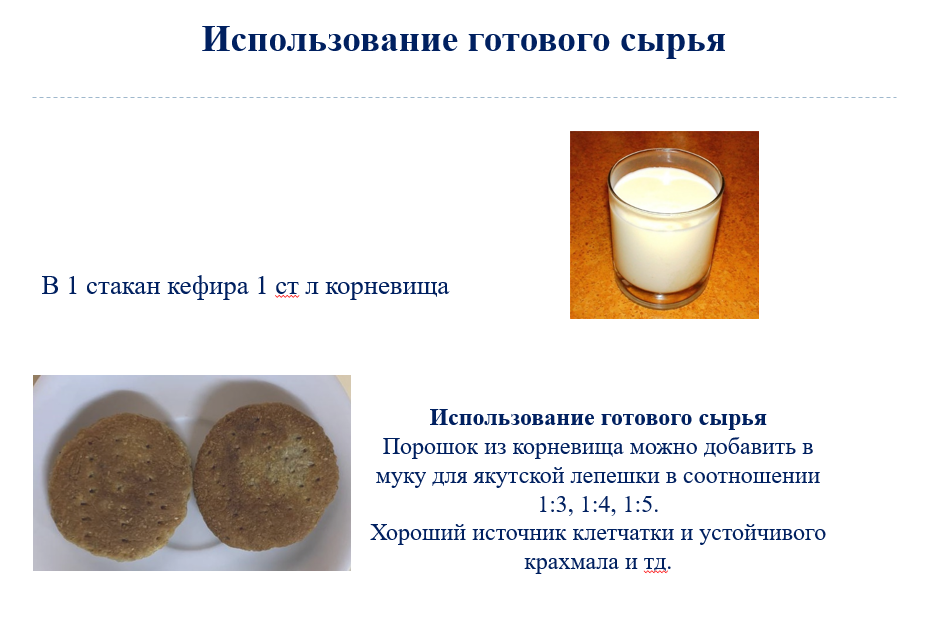 Использование готового сырья
В 1 стакан кефира 1 ст л корневища
Использование готового сырья
Порошок из корневища можно добавить в
муку для якутской лепешки в соотношении
1:3, 1:4, 1:5.
Хороший источник клетчатки и устойчивого
крахмала и тд.